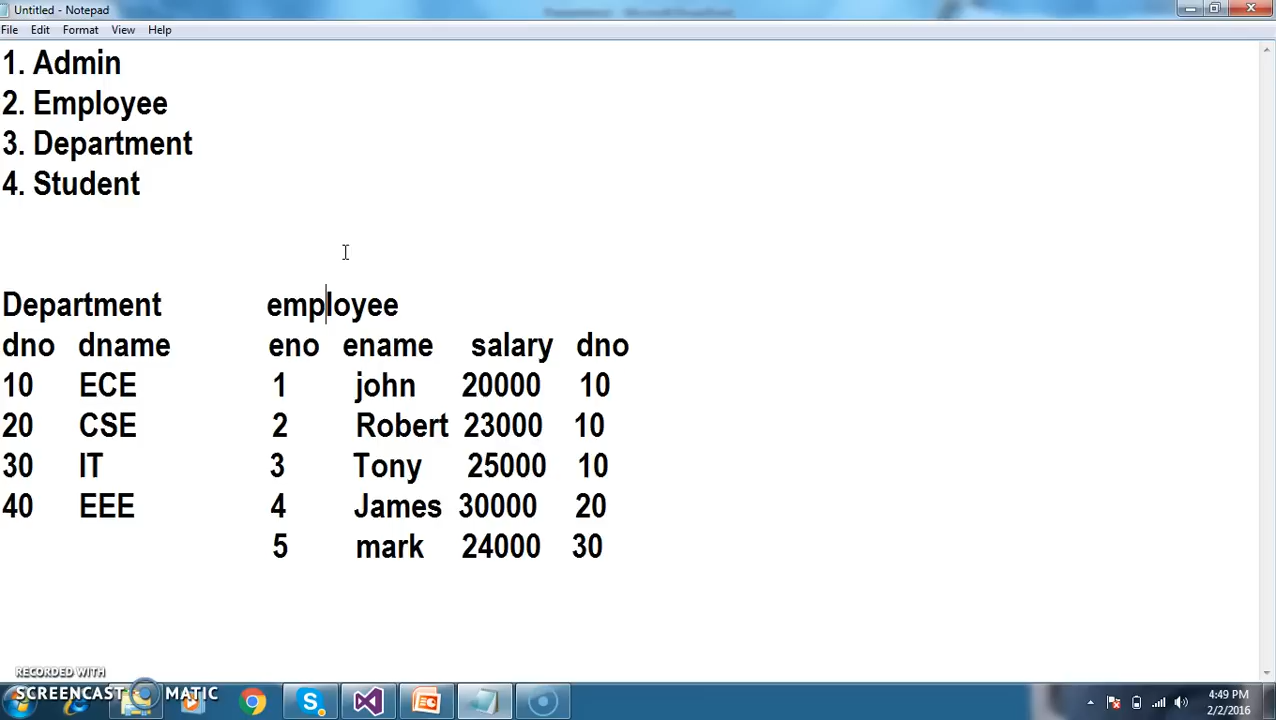 Untitled - Notepad
File Edit Format View Help
1. Admin
2. Employee
3. Department
4. Student
Department employee
dno dname eno ename salary dno
10 ECE 1 john 20000 10
20 CSE 2 Robert 23000 10
30 IT 3 Tony 25000 10
40 EEE 4 James 30000 20
5 mark 24000 30
RECORDED WITH
SCREENCAST MATIC
4:49 PM
2/2/2016